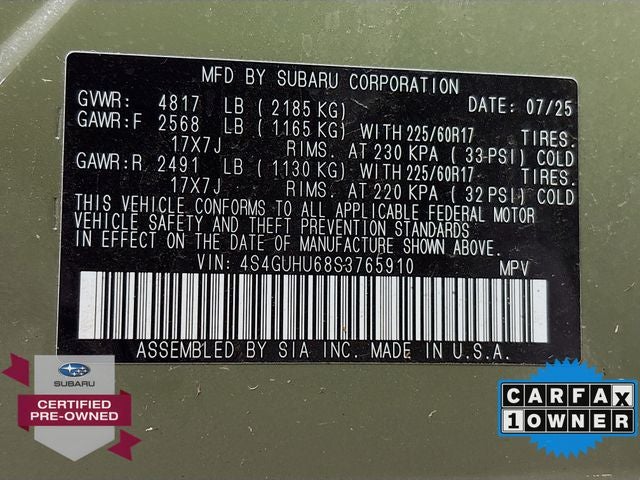 MFD BY SUBARU CORPORATION
GVWR: 4817 LB (2185 KG) DATE: 07/25
GAWR:F 2568 LB (1165 KG) WITH 225/60R17 TIRES.
17X7J RIMS. AT 230 KPA (33-PSI) COLD
GAWR:R 2491 LB (1130 KG) WITH 225/60R17 TIRES.
17X7J RIMS. AT 220 KPA (32 PSI) COLD
THIS VEHICLE CONFORMS TO ALL APPLICABLE FEDERAL MOTOR
VEHICLE SAFETY AND THEFT PREVENTION STANDARDS
IN EFFECT ON THE DATE OF MANUFACTURE SHOWN ABOVE.
VIN: 4S4GUHU68S3765910 MPV
ASSEMBLED BY SIA INC. MADE IN U.S.A.
SUBARU
CERTIFIED
PRE-OWNED
CARFAX
1 OWNER